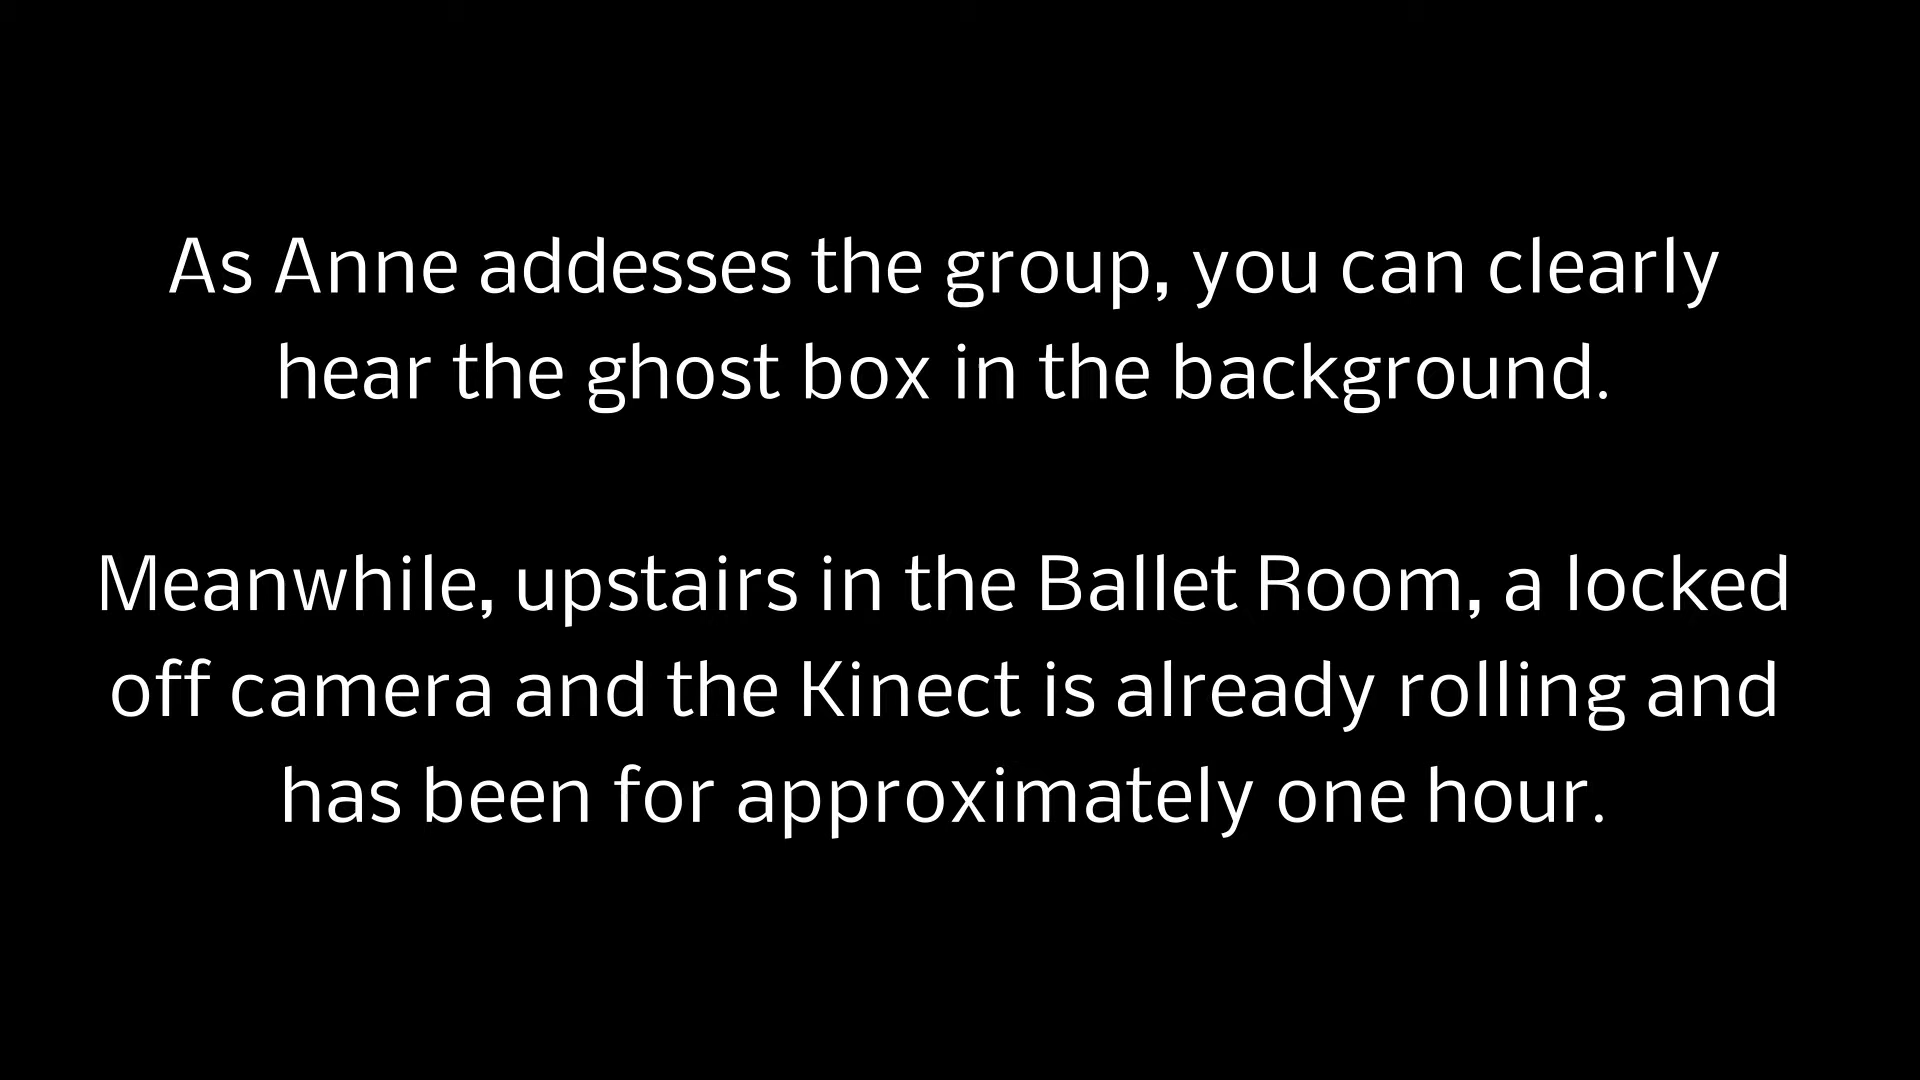 As Anne addesses the group, you can clearly
hear the ghost box in the background.
Meanwhile, upstairs in the Ballet Room, a locked
off camera and the Kinect is already rolling and
has been for approximately one hour.